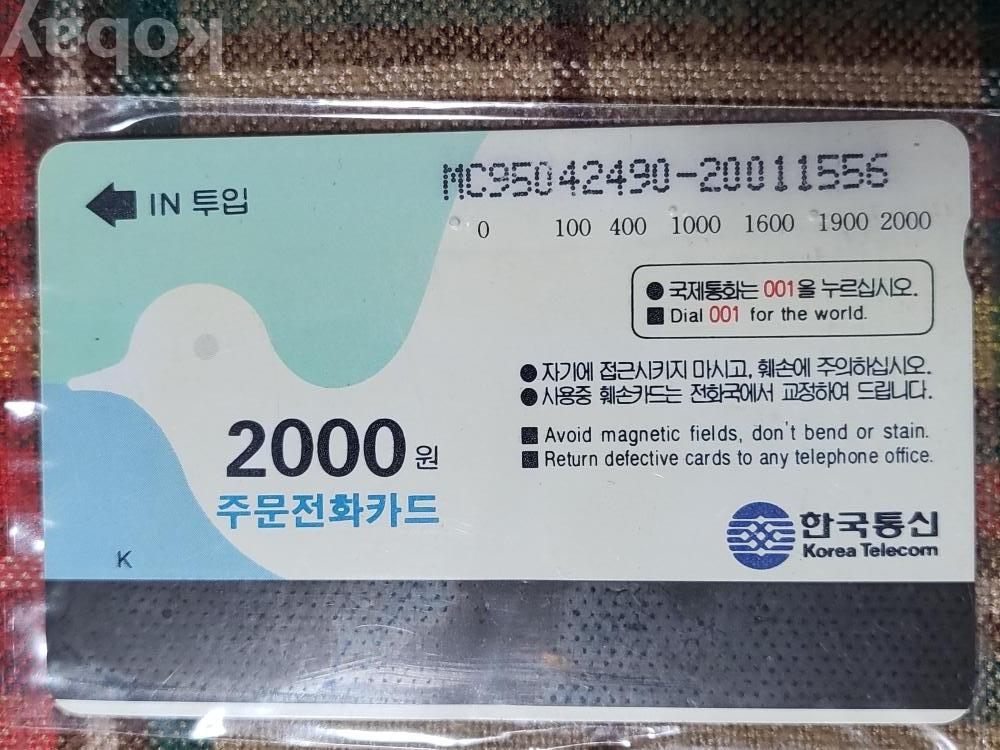 Kobay
MC95042490-20011556
IN 투입
0 100 400 1000 1600 1900 2000
● 국제통화는 001을 누르십시오.
■ Dial 001 for the world.
● 자기에 접근시키지 마시고, 훼손에 주의하십시오.
● 사용중 훼손카드는 전화국에서 교정하여 드립니다.
■ Avoid magnetic fields, don't bend or stain.
■ Return defective cards to any telephone office.
2000원
주문전화카드
한국통신
Korea Telecom
K